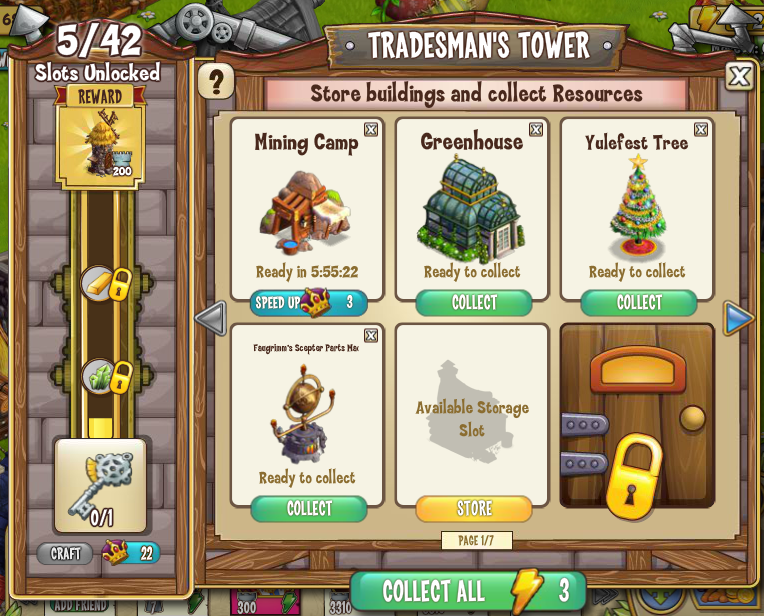 5/42
Slots Unlocked
REWARD
200
0/1
CRAFT 22
TRADESMAN'S TOWER
?
X
Store buildings and collect Resources
Mining Camp
X
Ready in 5:55:22
SPEED UP 3
Greenhouse
X
Ready to collect
COLLECT
Yulefest Tree
X
Ready to collect
COLLECT
Faugrimm's Scepter Parts Mac
X
Ready to collect
COLLECT
Available Storage
Slot
STORE
PAGE 1/7
COLLECT ALL 3
ADD FRIEND
300
3310